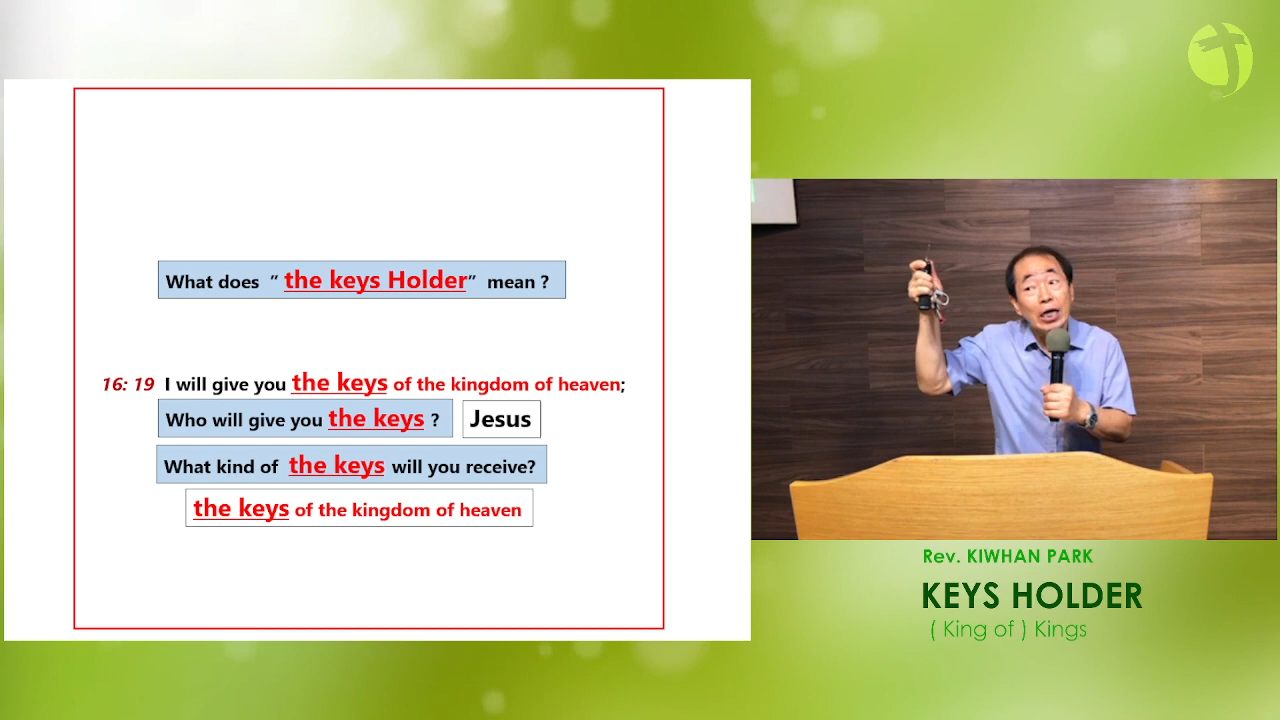 What does “ the keys Holder” mean ?
16: 19 I will give you the keys of the kingdom of heaven;
Who will give you the keys ? Jesus
What kind of the keys will you receive?
the keys of the kingdom of heaven
Rev. KIWHAN PARK
KEYS HOLDER
( King of ) Kings